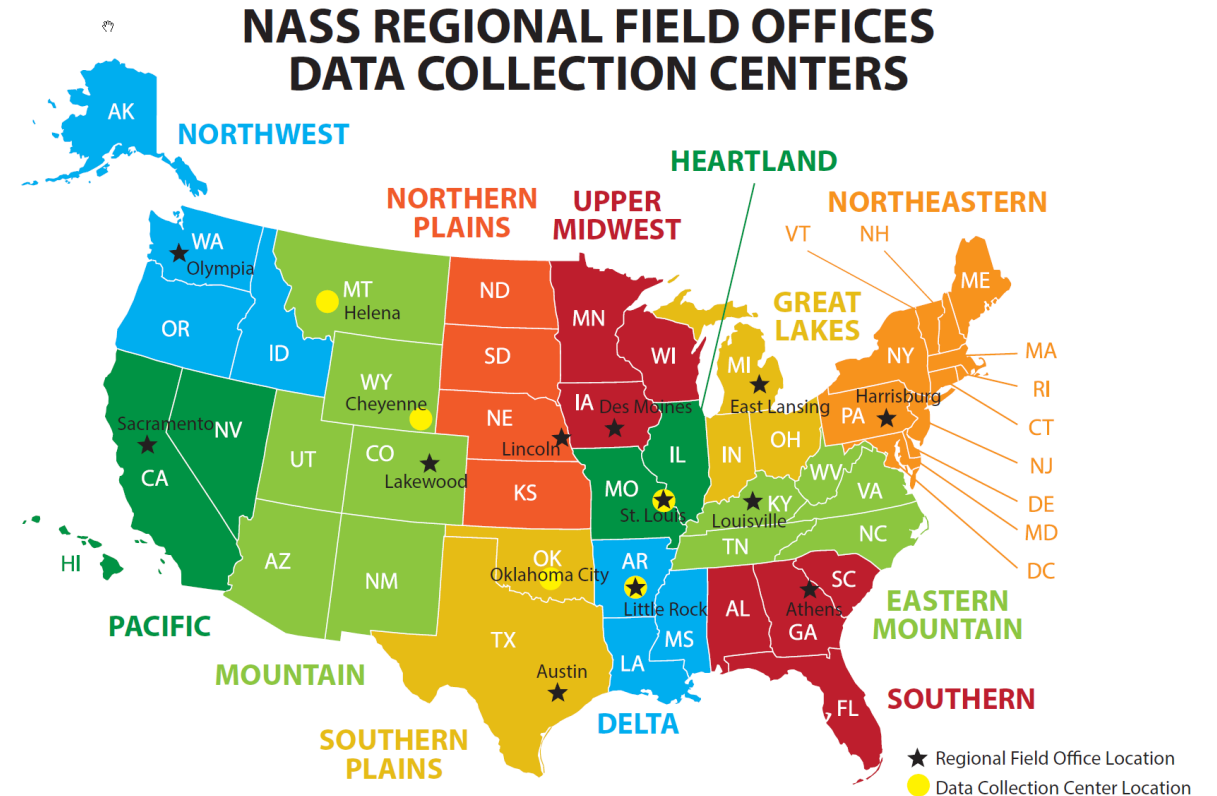 NASS REGIONAL FIELD OFFICES
DATA COLLECTION CENTERS
AK
NORTHWEST
HEARTLAND
NORTHERN
PLAINS
UPPER
MIDWEST
NORTHEASTERN
VT
NH
WA
Olympia
MT
Helena
ND
MN
GREAT
LAKES
ME
OR
ID
SD
WI
MI
NY
MA
WY
Cheyenne
NE
Lincoln
IA
Des Moines
East Lansing
Harrisburg
PA
RI
CT
Sacramento
NV
CA
UT
CO
Lakewood
KS
MO
St. Louis
IL
IN
OH
WV
VA
KY
Louisville
NJ
DE
MD
DC
HI
AZ
NM
OK
Oklahoma City
AR
Little Rock
TN
NC
SC
Athens
GA
AL
MS
LA
TX
Austin
FL
PACIFIC
MOUNTAIN
EASTERN
MOUNTAIN
SOUTHERN
DELTA
SOUTHERN
PLAINS
Regional Field Office Location
Data Collection Center Location